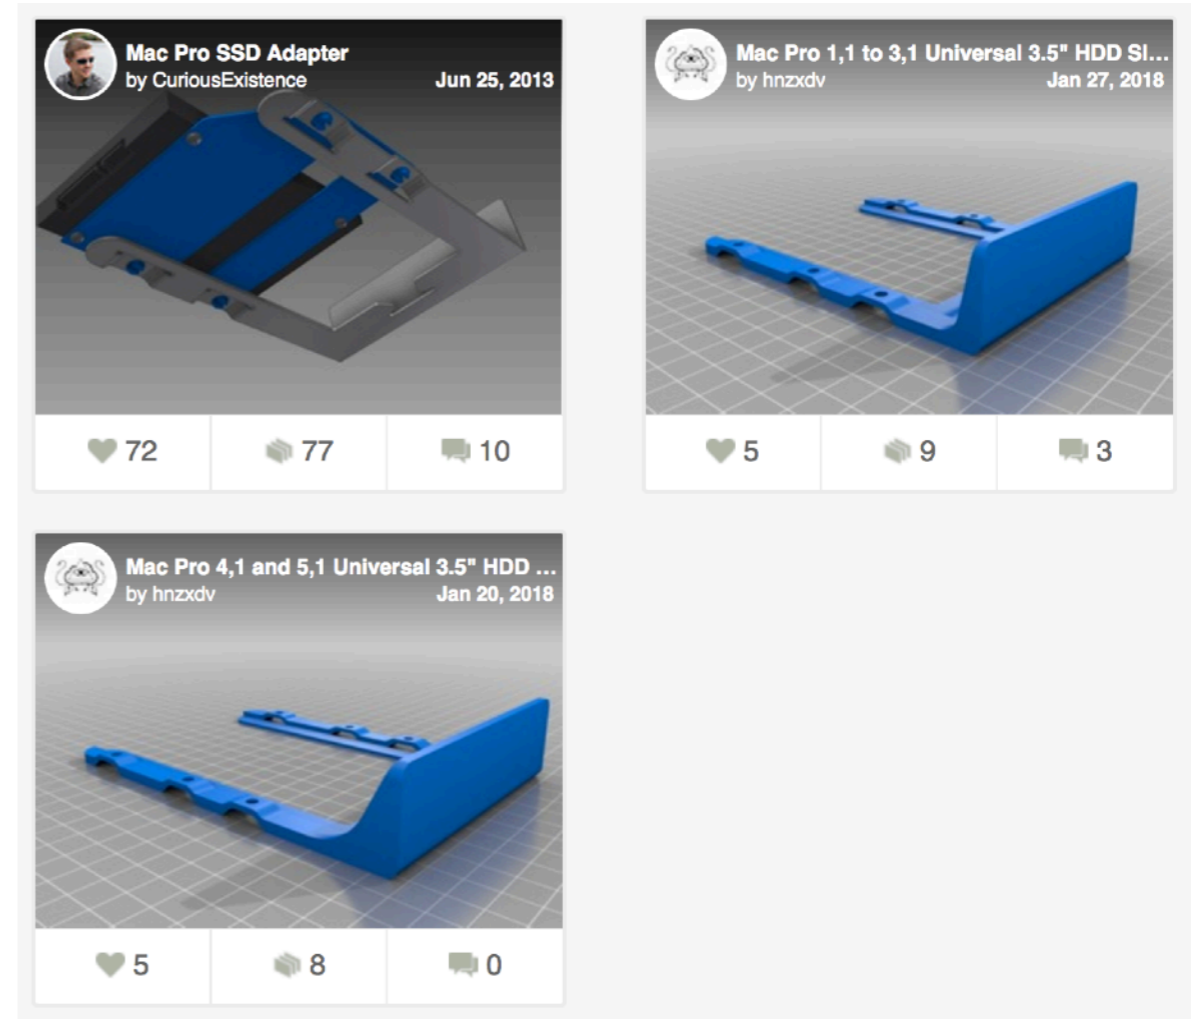 Mac Pro SSD Adapter
by CuriousExistence Jun 25, 2013
72 77 10
Mac Pro 1,1 to 3,1 Universal 3.5" HDD Sl...
by hnzxdv Jan 27, 2018
5 9 3
Mac Pro 4,1 and 5,1 Universal 3.5" HDD ...
by hnzxdv Jan 20, 2018
5 8 0